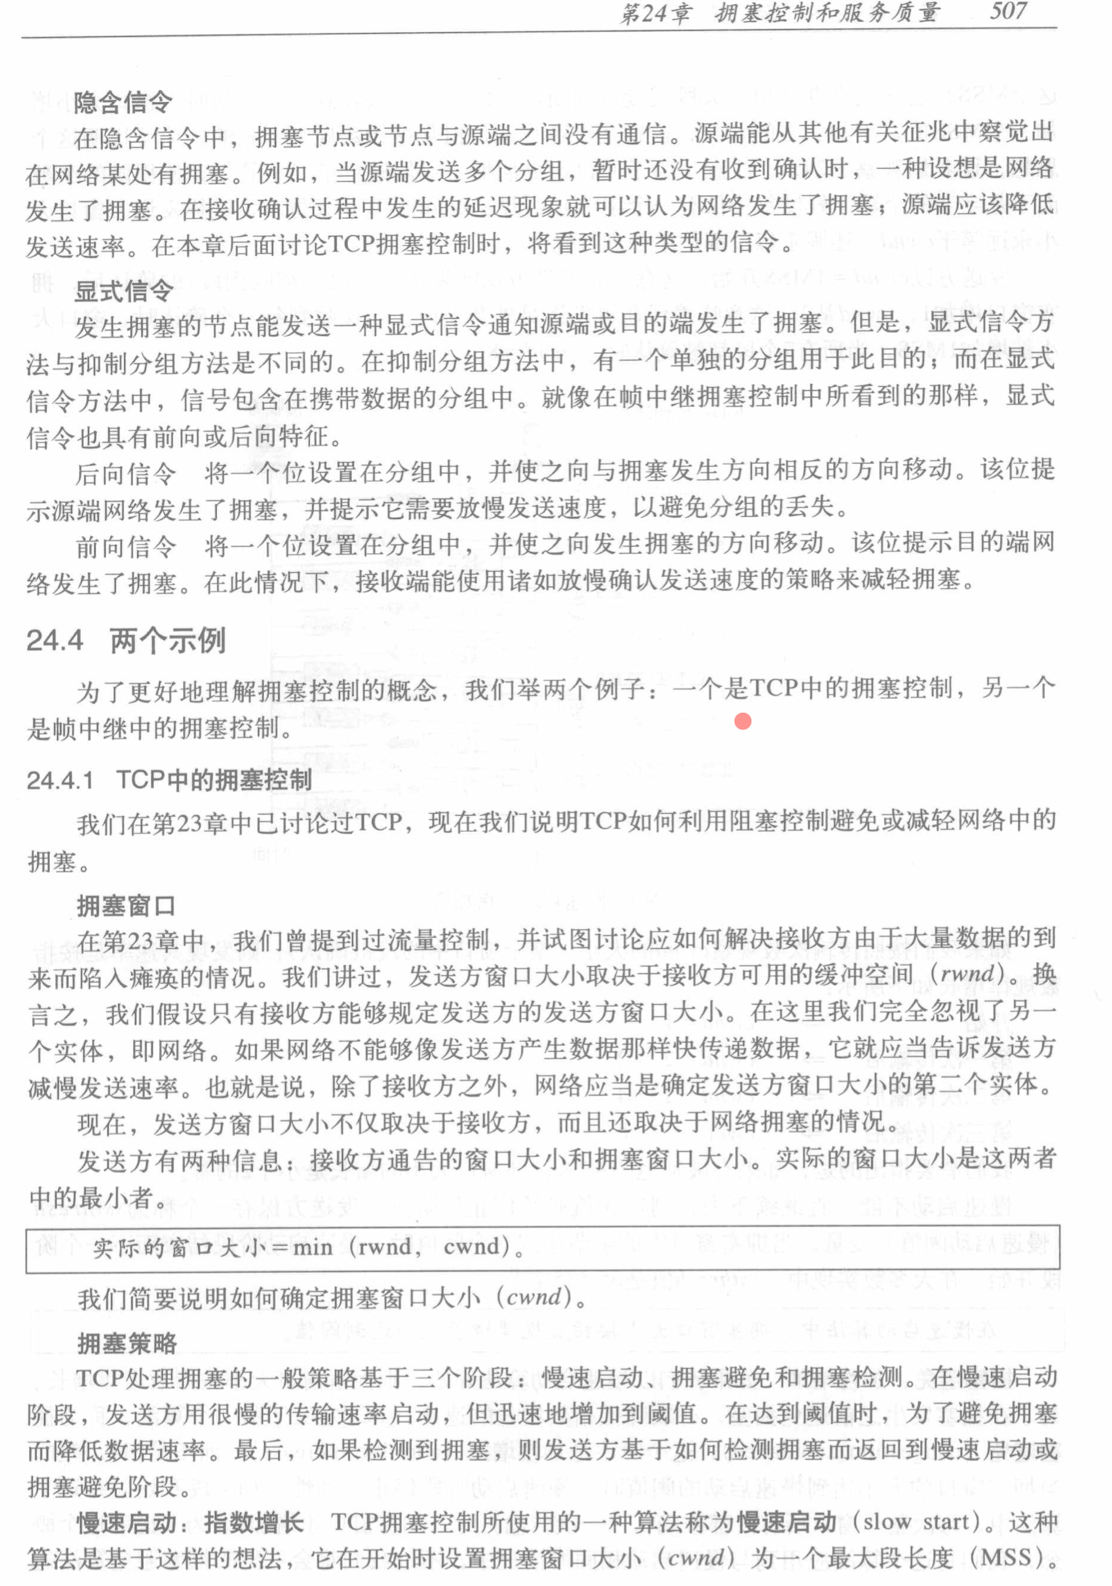 第24章 拥塞控制和服务质量 507
隐含信令
在隐含信令中，拥塞节点或节点与源端之间没有通信。源端能从其他有关征兆中察觉出
在网络某处有拥塞。例如，当源端发送多个分组，暂时还没有收到确认时，一种设想是网络
发生了拥塞。在接收确认过程中发生的延迟现象就可以认为网络发生了拥塞；源端应该降低
发送速率。在本章后面讨论TCP拥塞控制时，将看到这种类型的信令。
显式信令
发生拥塞的节点能发送一种显式信令通知源端或目的端发生了拥塞。但是，显式信令方
法与抑制分组方法是不同的。在抑制分组方法中，有一个单独的分组用于此目的；而在显式
信令方法中，信号包含在携带数据的分组中。就像在帧中继拥塞控制中所看到的那样，显式
信令也具有前向或后向特征。
后向信令 将一个位设置在分组中，并使之向与拥塞发生方向相反的方向移动。该位提
示源端网络发生了拥塞，并提示它需要放慢发送速度，以避免分组的丢失。
前向信令 将一个位设置在分组中，并使之向发生拥塞的方向移动。该位提示目的端网
络发生了拥塞。在此情况下，接收端能使用诸如放慢确认发送速度的策略来减轻拥塞。
24.4 两个示例
为了更好地理解拥塞控制的概念，我们举两个例子：一个是TCP中的拥塞控制，另一个
是帧中继中的拥塞控制。
24.4.1 TCP中的拥塞控制
我们在第23章中已讨论过TCP，现在我们说明TCP如何利用阻塞控制避免或减轻网络中的
拥塞。
拥塞窗口
在第23章中，我们曾提到过流量控制，并试图讨论应如何解决接收方由于大量数据的到
来而陷入瘫痪的情况。我们讲过，发送方窗口大小取决于接收方可用的缓冲空间（rwnd）。换
言之，我们假设只有接收方能够规定发送方的发送方窗口大小。在这里我们完全忽视了另一
个实体，即网络。如果网络不能够像发送方产生数据那样快传递数据，它就应当告诉发送方
减慢发送速率。也就是说，除了接收方之外，网络应当是确定发送方窗口大小的第二个实体。
现在，发送方窗口大小不仅取决于接收方，而且还取决于网络拥塞的情况。
发送方有两种信息：接收方通告的窗口大小和拥塞窗口大小。实际的窗口大小是这两者
中的最小者。
实际的窗口大小＝min（rwnd，cwnd）。
我们简要说明如何确定拥塞窗口大小（cwnd）。
拥塞策略
TCP处理拥塞的一般策略基于三个阶段：慢速启动、拥塞避免和拥塞检测。在慢速启动
阶段，发送方用很慢的传输速率启动，但迅速地增加到阈值。在达到阈值时，为了避免拥塞
而降低数据速率。最后，如果检测到拥塞，则发送方基于如何检测拥塞而返回到慢速启动或
拥塞避免阶段。
慢速启动：指数增长 TCP拥塞控制所使用的一种算法称为慢速启动（slow start）。这种
算法是基于这样的想法，它在开始时设置拥塞窗口大小（cwnd）为一个最大段长度（MSS）。